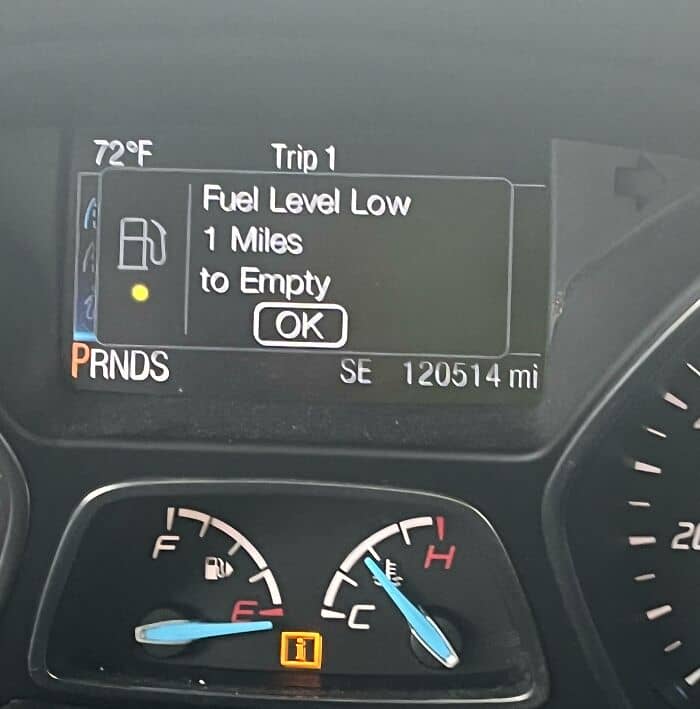 72°F Trip 1
Fuel Level Low
1 Miles
to Empty
OK
PRNDS SE 120514 mi
F H
E C
i